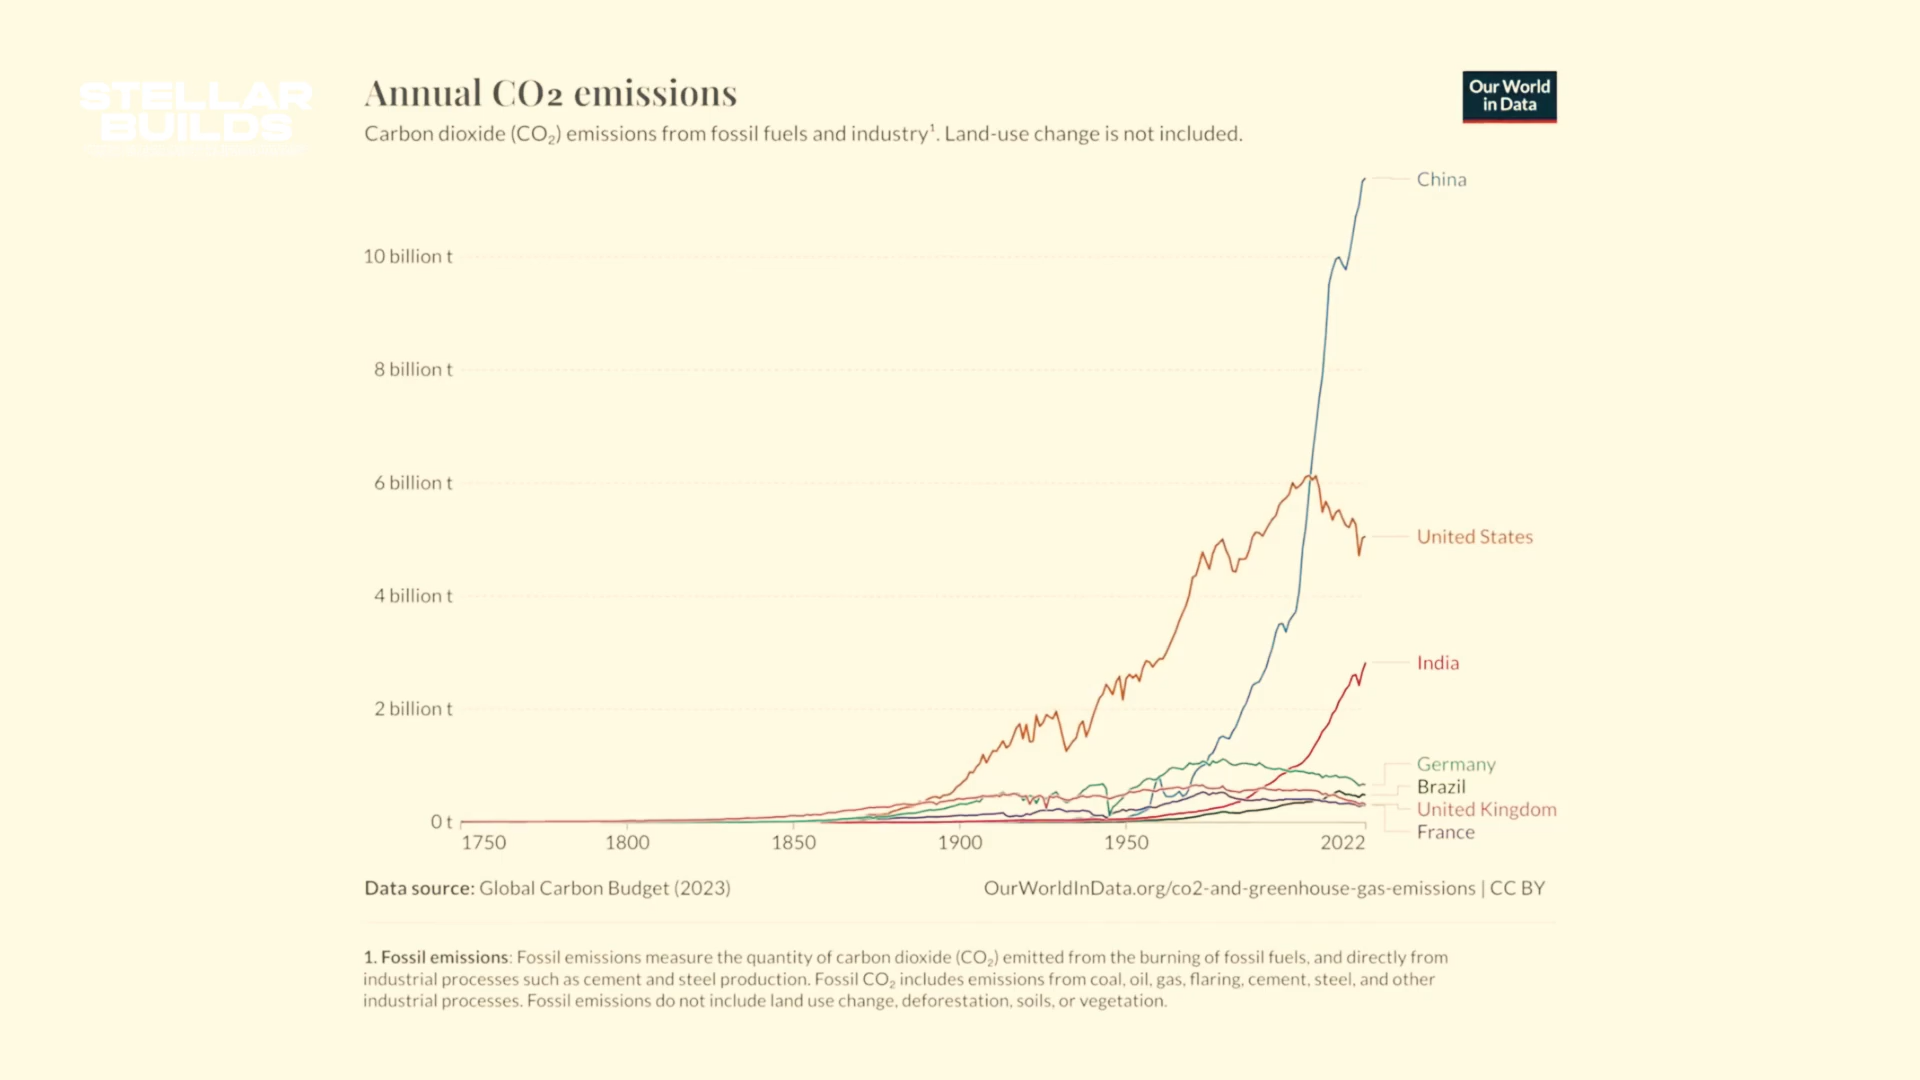 STELLAR
BUILDS
Annual CO2 emissions
Our World
in Data
Carbon dioxide (CO₂) emissions from fossil fuels and industry¹. Land-use change is not included.
China
10 billion t
8 billion t
6 billion t
United States
4 billion t
India
2 billion t
Germany
Brazil
United Kingdom
0 t
France
1750 1800 1850 1900 1950 2022
Data source: Global Carbon Budget (2023) OurWorldInData.org/co2-and-greenhouse-gas-emissions | CC BY
1. Fossil emissions: Fossil emissions measure the quantity of carbon dioxide (CO₂) emitted from the burning of fossil fuels, and directly from
industrial processes such as cement and steel production. Fossil CO₂ includes emissions from coal, oil, gas, flaring, cement, steel, and other
industrial processes. Fossil emissions do not include land use change, deforestation, soils, or vegetation.